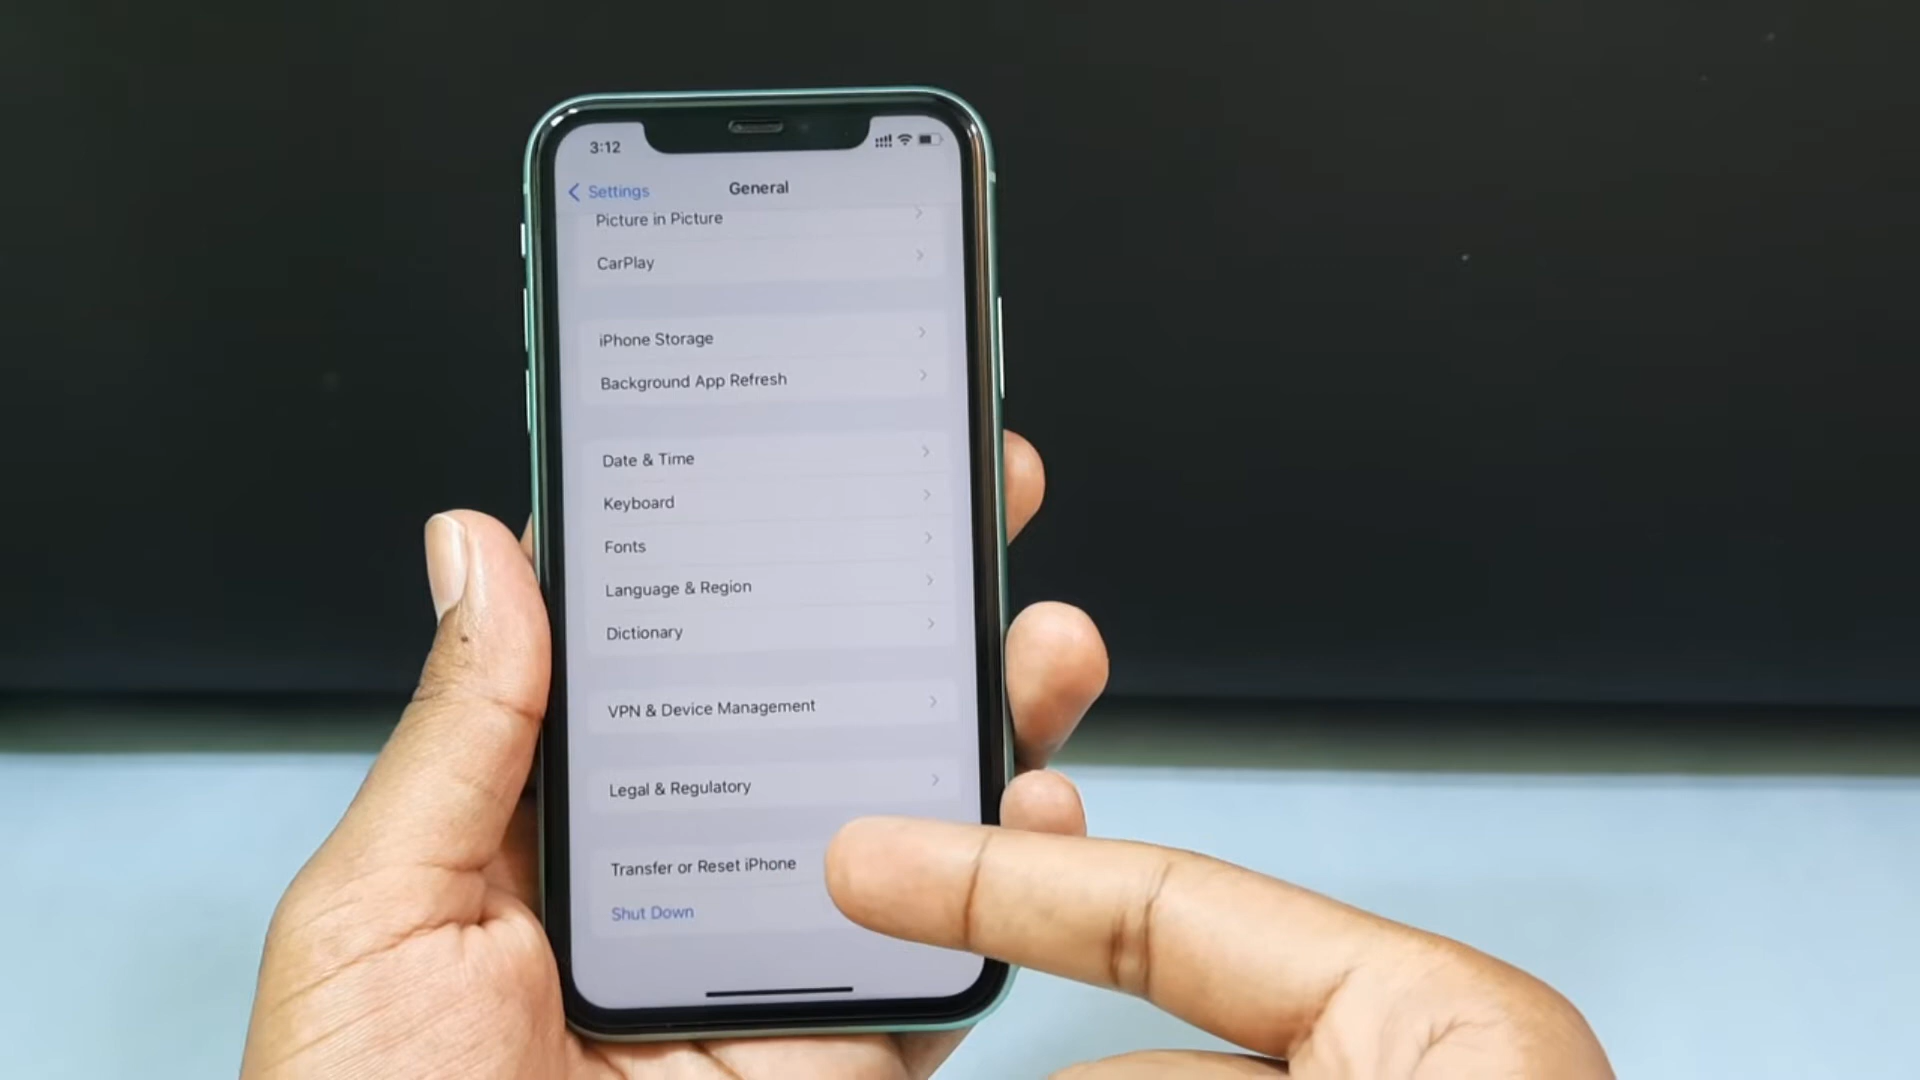 3:12
Settings
General
Picture in Picture
CarPlay
iPhone Storage
Background App Refresh
Date & Time
Keyboard
Fonts
Language & Region
Dictionary
VPN & Device Management
Legal & Regulatory
Transfer or Reset iPhone
Shut Down